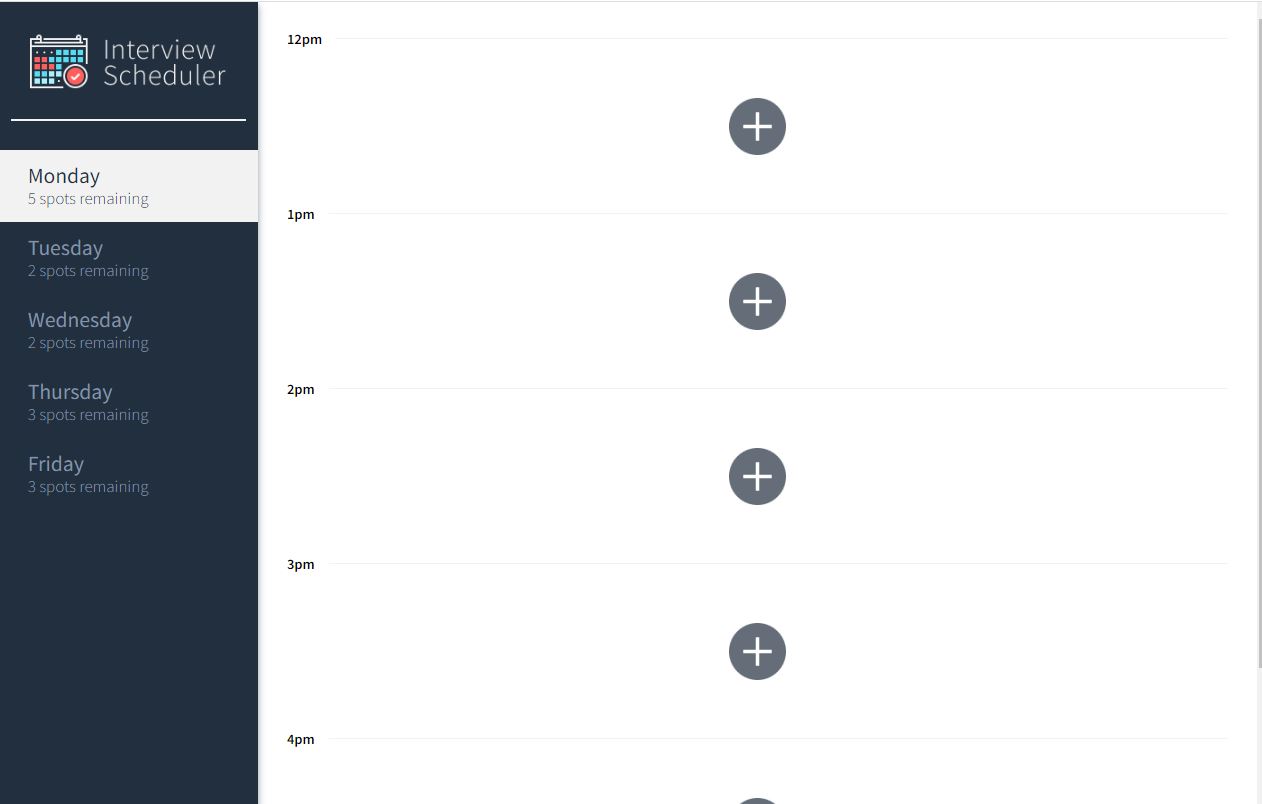 Interview
Scheduler
Monday
5 spots remaining
Tuesday
2 spots remaining
Wednesday
2 spots remaining
Thursday
3 spots remaining
Friday
3 spots remaining
12pm
1pm
2pm
3pm
4pm